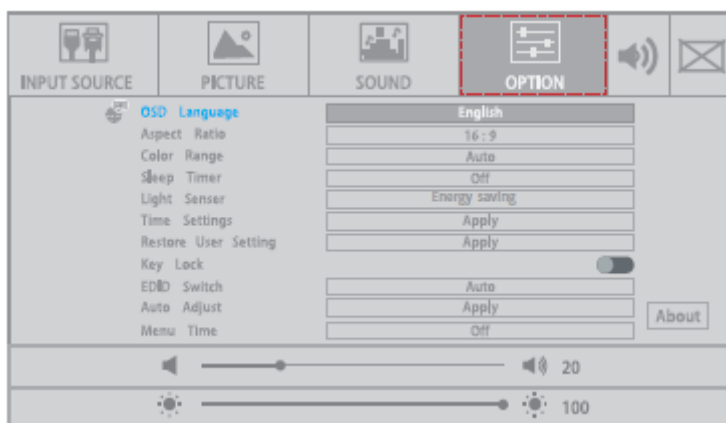 INPUT SOURCE PICTURE SOUND OPTION
OSD Language English
Aspect Ratio 16:9
Color Range Auto
Sleep Timer Off
Light Senser Energy saving
Time Settings Apply
Restore User Setting Apply
Key Lock
EDID Switch Auto
Auto Adjust Apply
About
Menu Time Off
20
100